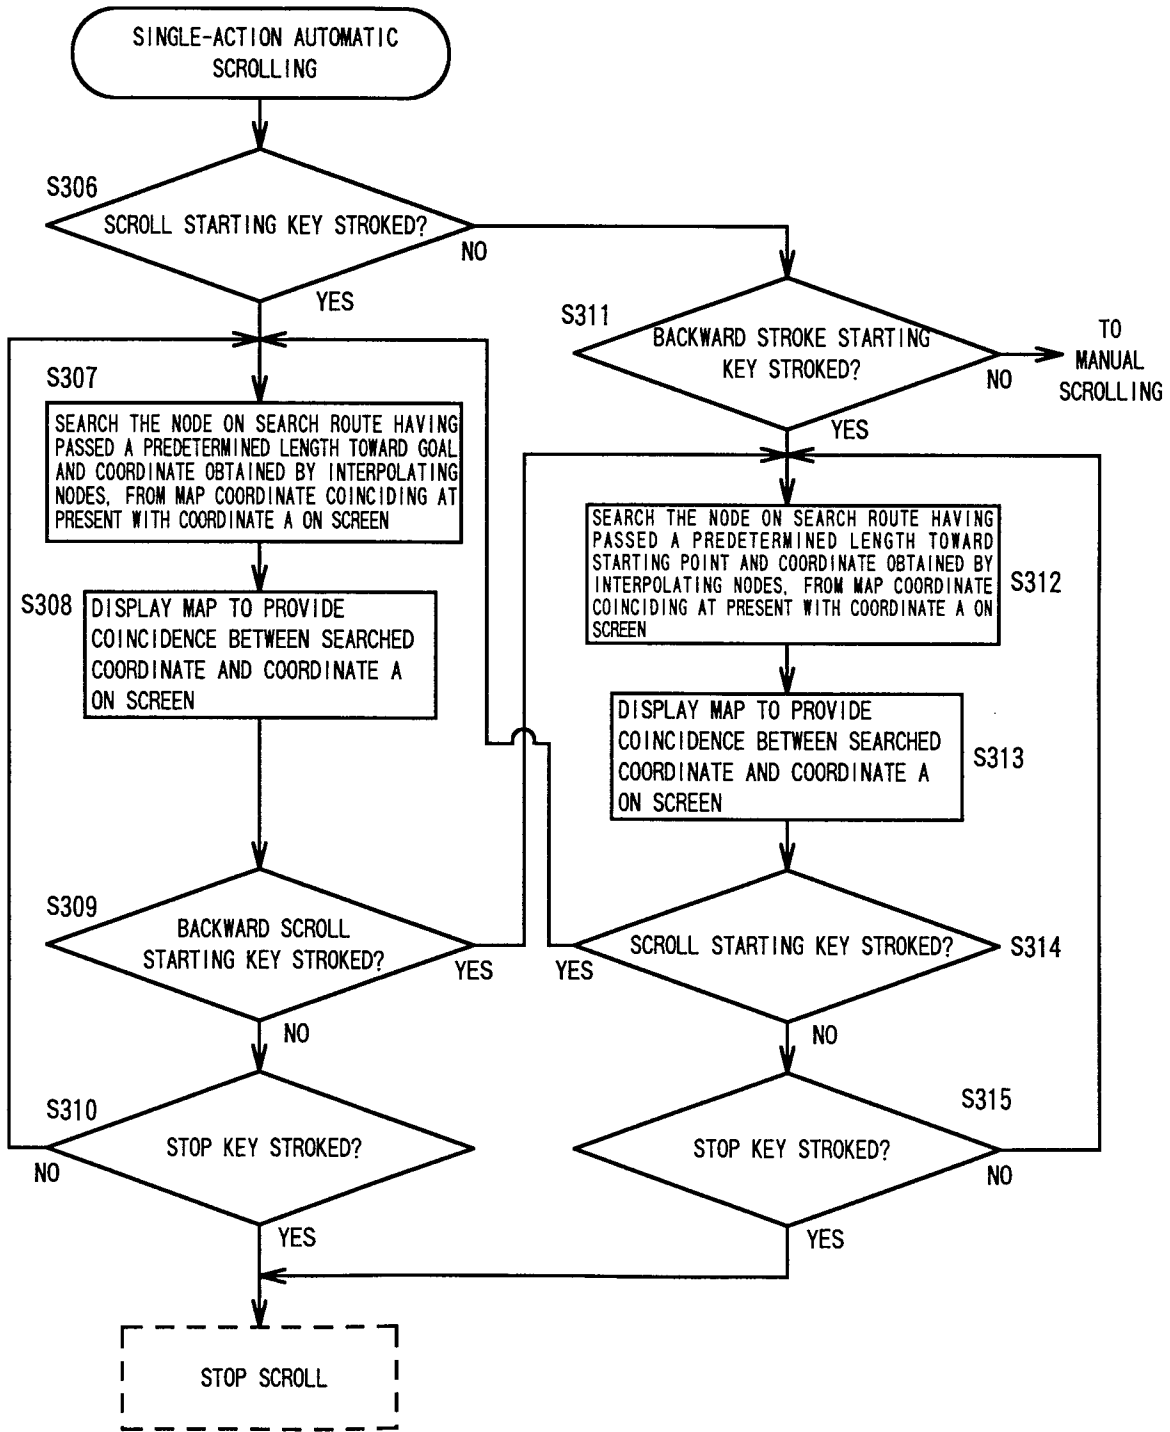 SINGLE-ACTION AUTOMATIC
SCROLLING
S306
SCROLL STARTING KEY STROKED?
NO
YES
S311
BACKWARD STROKE STARTING
KEY STROKED?
NO
TO
MANUAL
SCROLLING
YES
S307
SEARCH THE NODE ON SEARCH ROUTE HAVING
PASSED A PREDETERMINED LENGTH TOWARD GOAL
AND COORDINATE OBTAINED BY INTERPOLATING
NODES, FROM MAP COORDINATE COINCIDING AT
PRESENT WITH COORDINATE A ON SCREEN
SEARCH THE NODE ON SEARCH ROUTE HAVING
PASSED A PREDETERMINED LENGTH TOWARD
STARTING POINT AND COORDINATE OBTAINED BY
INTERPOLATING NODES, FROM MAP COORDINATE
COINCIDING AT PRESENT WITH COORDINATE A ON
SCREEN
S312
S308
DISPLAY MAP TO PROVIDE
COINCIDENCE BETWEEN SEARCHED
COORDINATE AND COORDINATE A
ON SCREEN
DISPLAY MAP TO PROVIDE
COINCIDENCE BETWEEN SEARCHED
COORDINATE AND COORDINATE A
ON SCREEN
S313
S309
BACKWARD SCROLL
STARTING KEY STROKED?
YES
NO
SCROLL STARTING KEY STROKED?
S314
YES
NO
S310
STOP KEY STROKED?
NO
YES
S315
STOP KEY STROKED?
NO
YES
STOP SCROLL